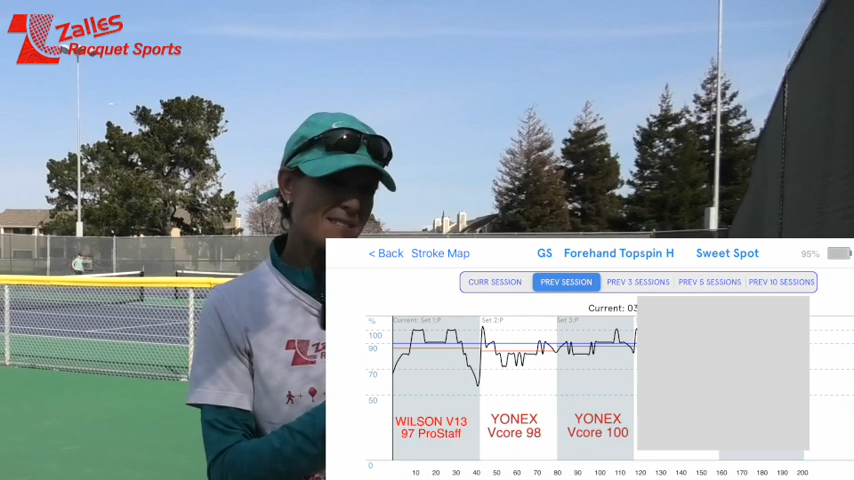 Zalles
Racquet Sports
< Back Stroke Map GS Forehand Topspin H Sweet Spot 95%
CURR SESSION PREV SESSION PREV 3 SESSIONS PREV 5 SESSIONS PREV 10 SESSIONS
Current: 03
% Current: Set 1:P Set 2:P Set 3:P
100
90
70
50
0
WILSON V13
97 ProStaff
YONEX
Vcore 98
YONEX
Vcore 100
10 20 30 40 50 60 70 80 90 100 110 120 130 140 150 160 170 180 190 200